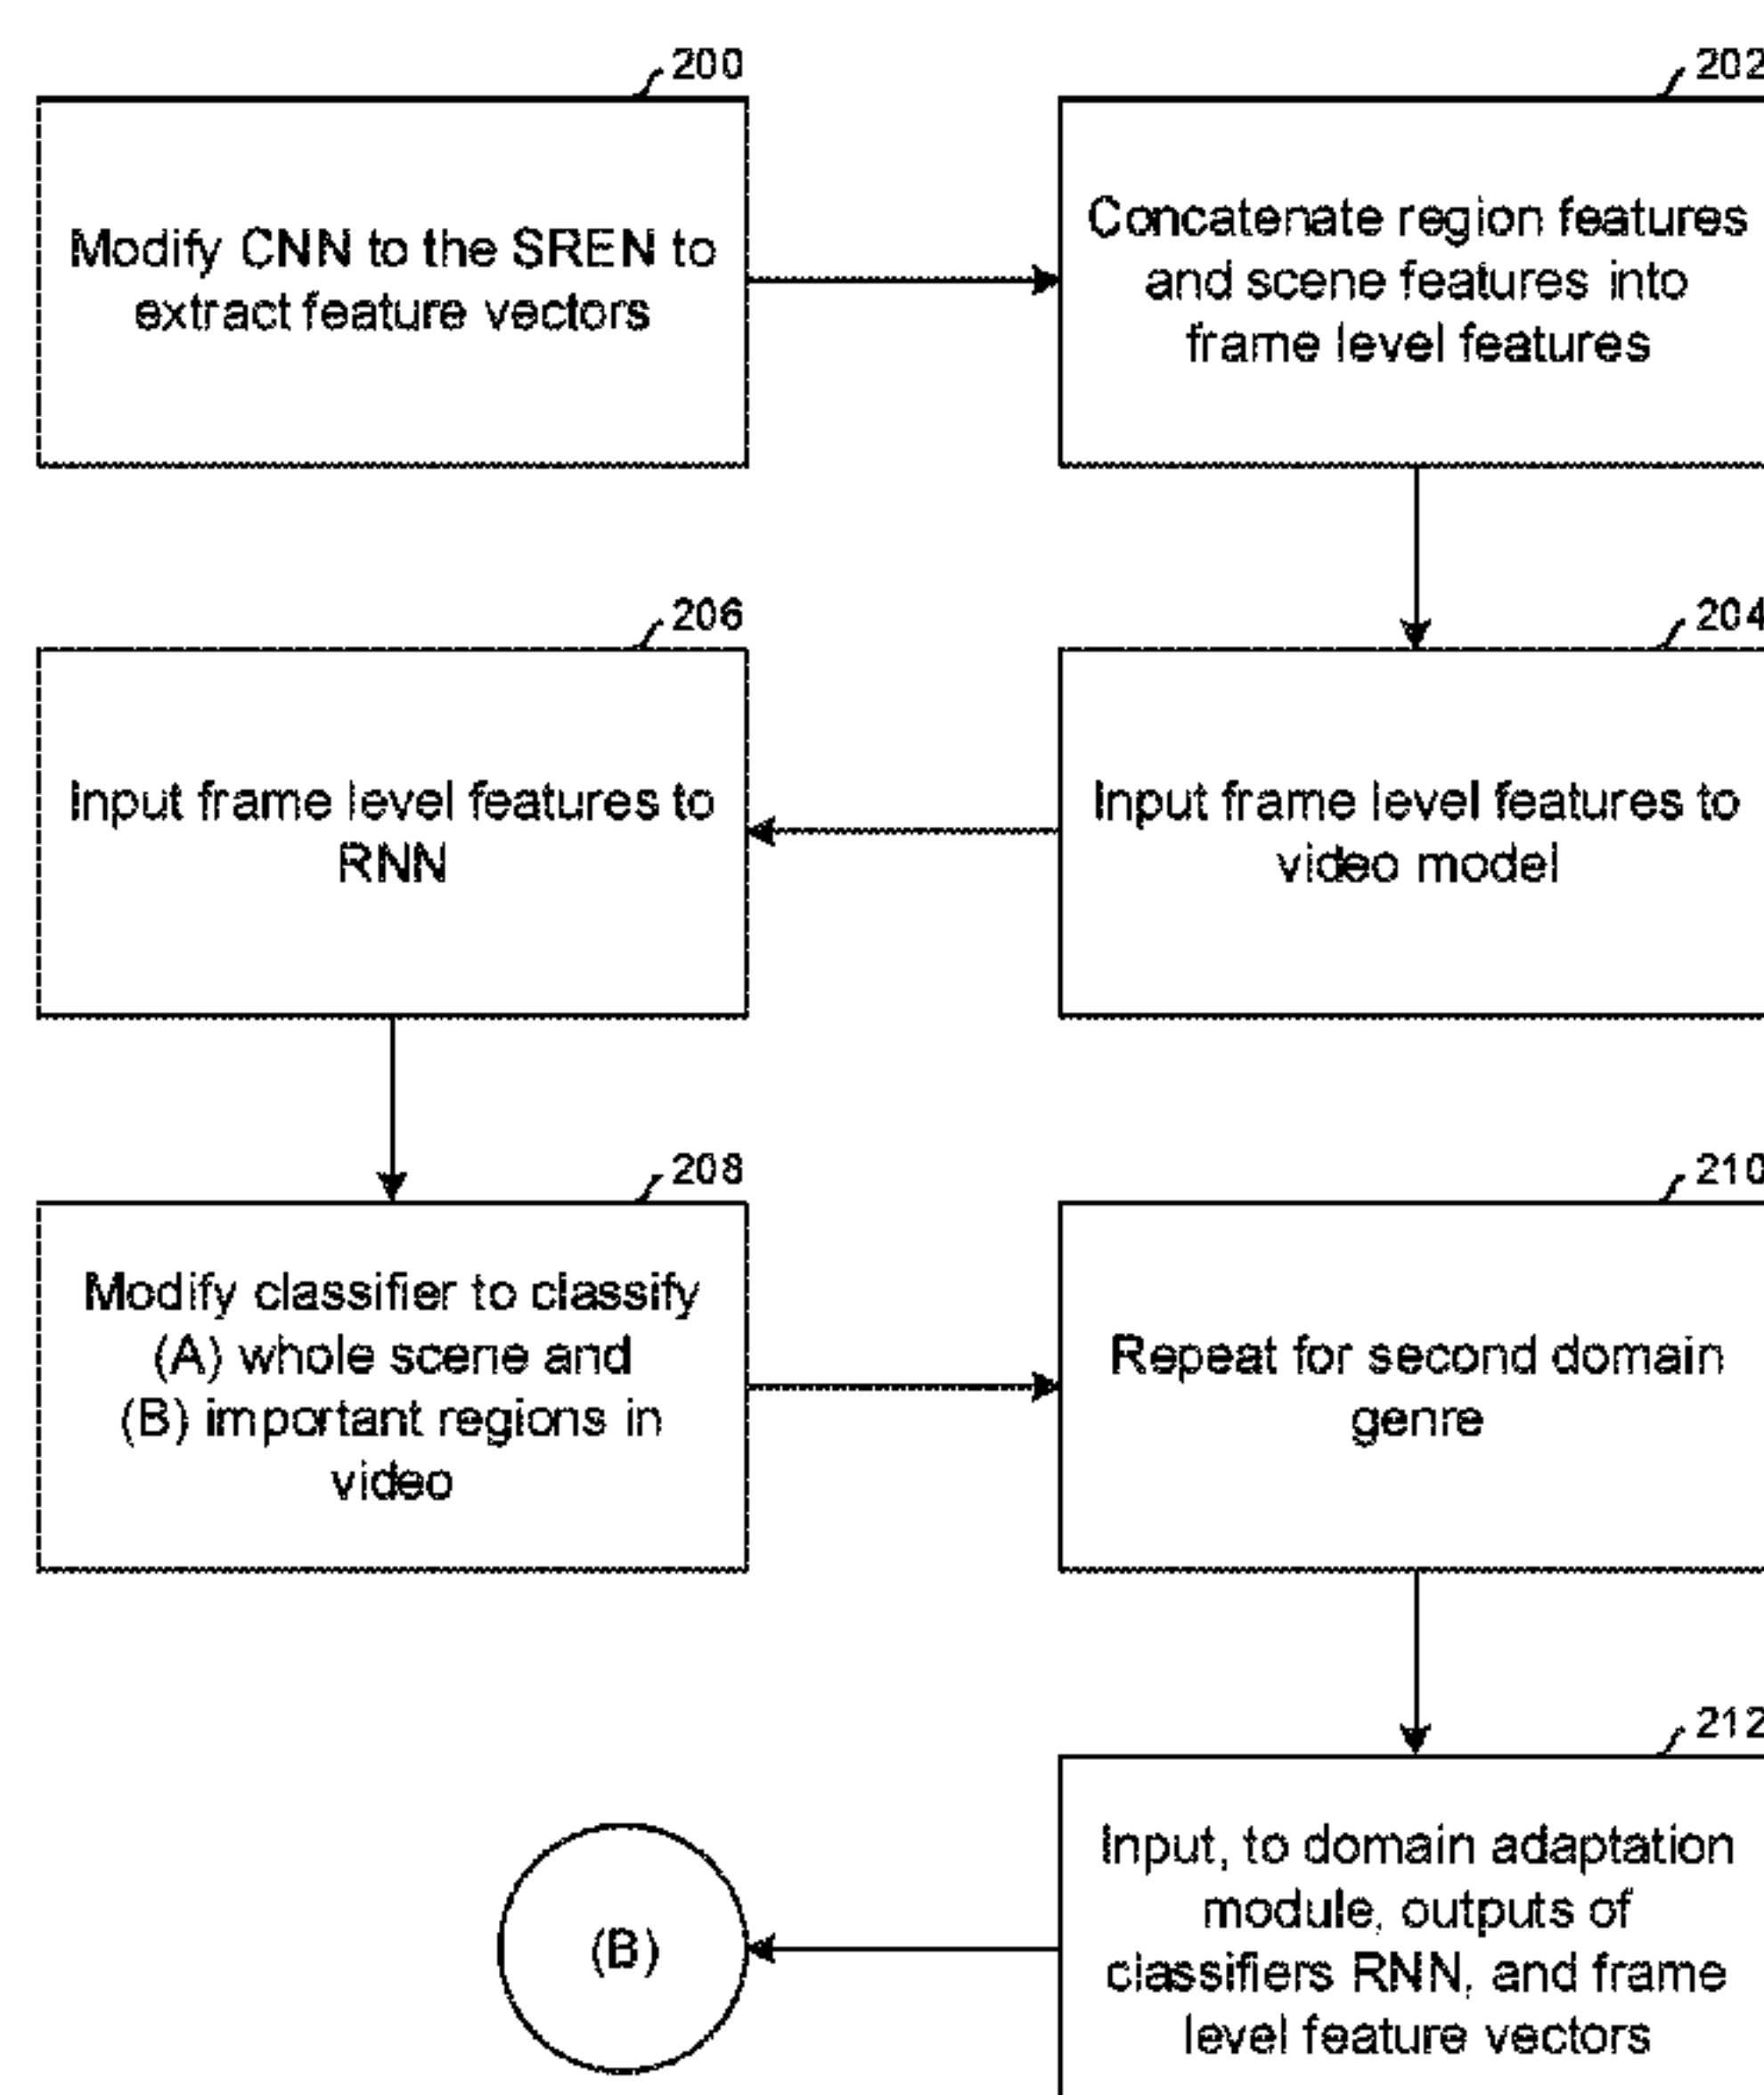 200
Modify CNN to the SREN to
extract feature vectors
202
Concatenate region features
and scene features into
frame level features
204
Input frame level features to
video model
206
Input frame level features to
RNN
208
Modify classifier to classify
(A) whole scene and
(B) important regions in
video
210
Repeat for second domain
genre
212
Input, to domain adaptation
module, outputs of
classifiers RNN, and frame
level feature vectors
(B)